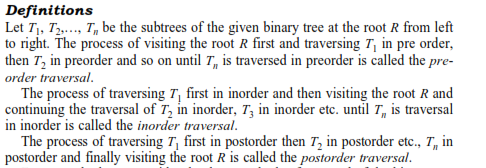 Definitions
Let T1, T2,..., Tn be the subtrees of the given binary tree at the root R from left
to right. The process of visiting the root R first and traversing T1 in pre order,
then T2 in preorder and so on until Tn is traversed in preorder is called the pre-
order traversal.
The process of traversing T1 first in inorder and then visiting the root R and
continuing the traversal of T2 in inorder, T3 in inorder etc. until Tn is traversal
in inorder is called the inorder traversal.
The process of traversing T1 first in postorder then T2 in postorder etc., Tn in
postorder and finally visiting the root R is called the postorder traversal.